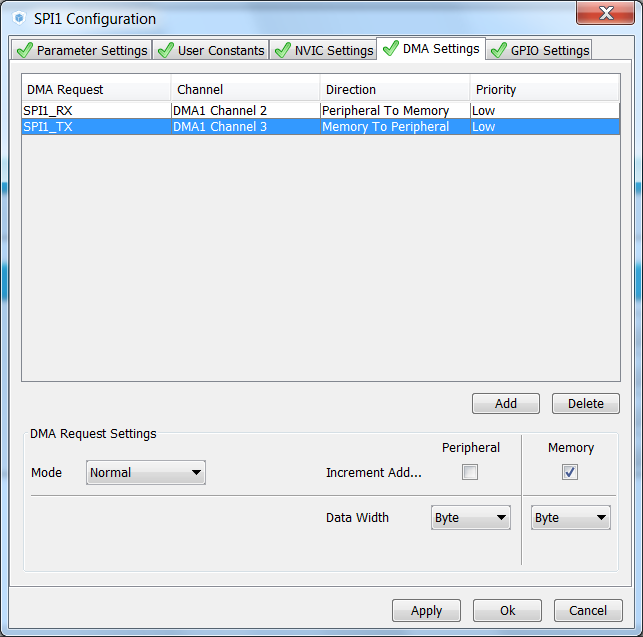 SPI1 Configuration
Parameter Settings User Constants NVIC Settings DMA Settings GPIO Settings
DMA Request Channel Direction Priority
SPI1_RX DMA1 Channel 2 Peripheral To Memory Low
SPI1_TX DMA1 Channel 3 Memory To Peripheral Low
Add Delete
DMA Request Settings
Peripheral Memory
Mode Normal Increment Add...
Data Width Byte Byte
Apply Ok Cancel